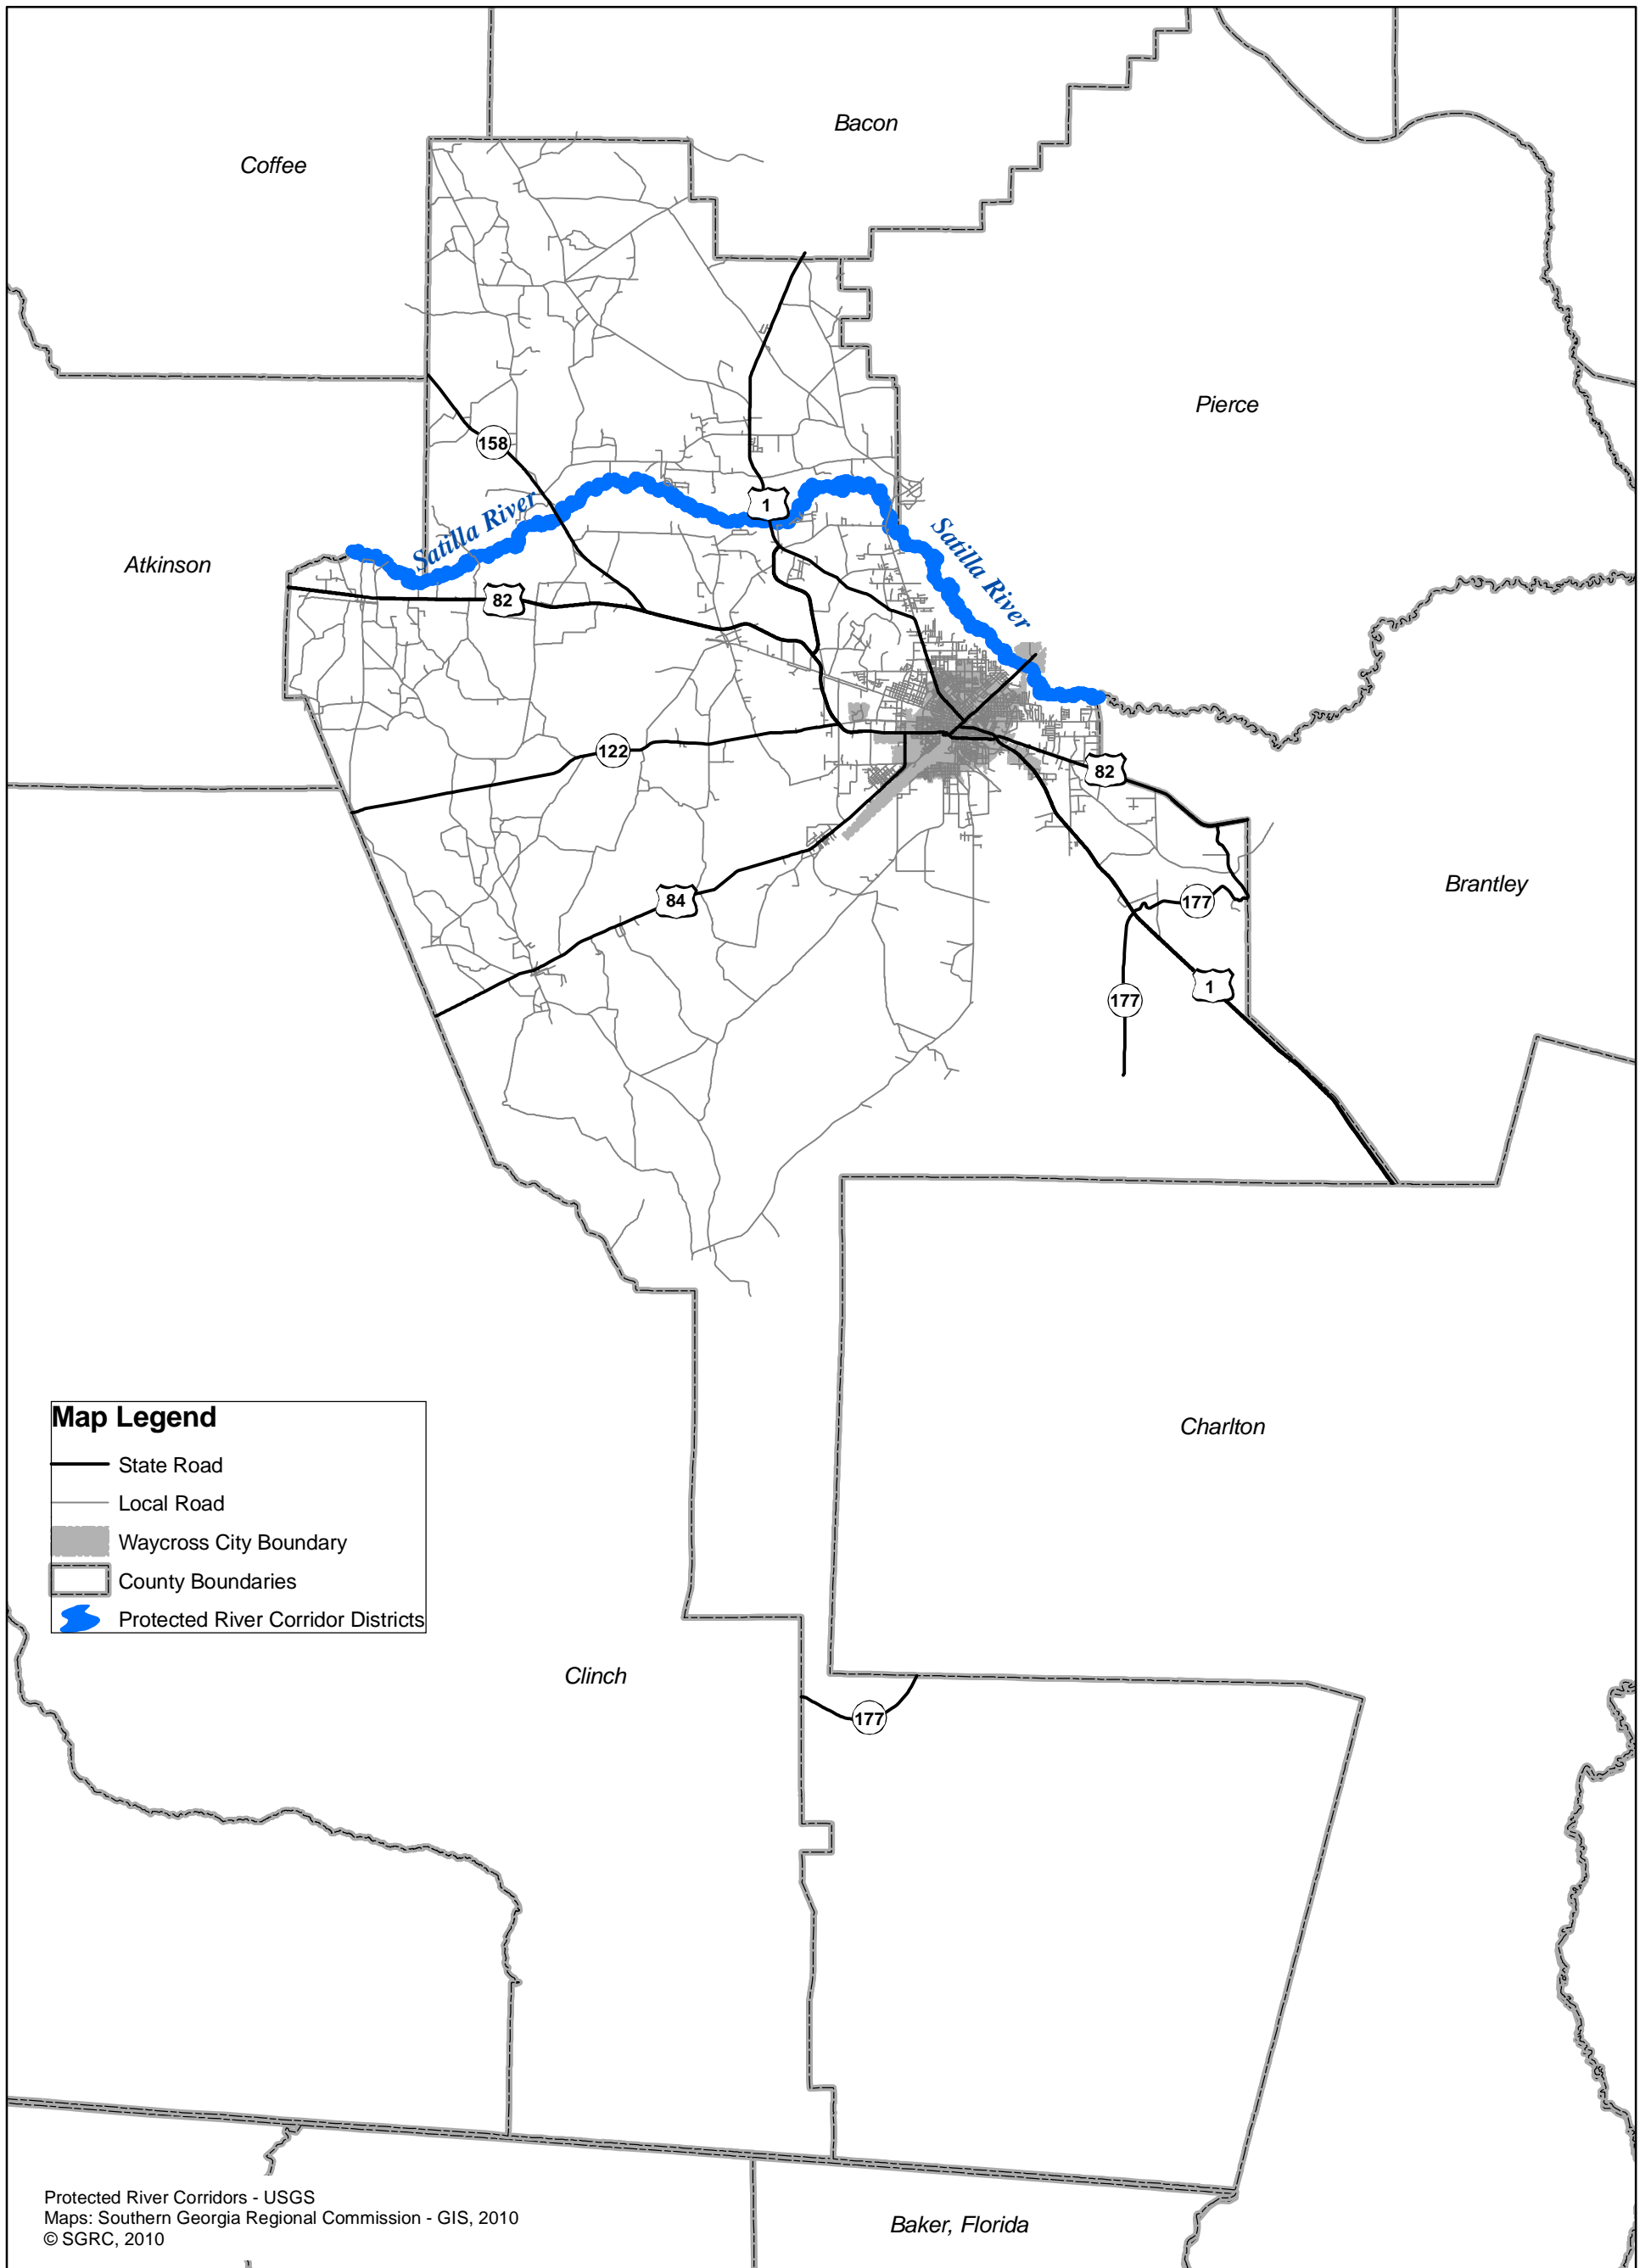 Bacon
Coffee
Pierce
158
1
Satilla River
Satilla River
Atkinson
82
122
82
84
177
Brantley
1
177
Map Legend
State Road
Local Road
Waycross City Boundary
County Boundaries
Protected River Corridor Districts
Charlton
Clinch
177
Protected River Corridors - USGS
Maps: Southern Georgia Regional Commission - GIS, 2010
© SGRC, 2010
Baker, Florida